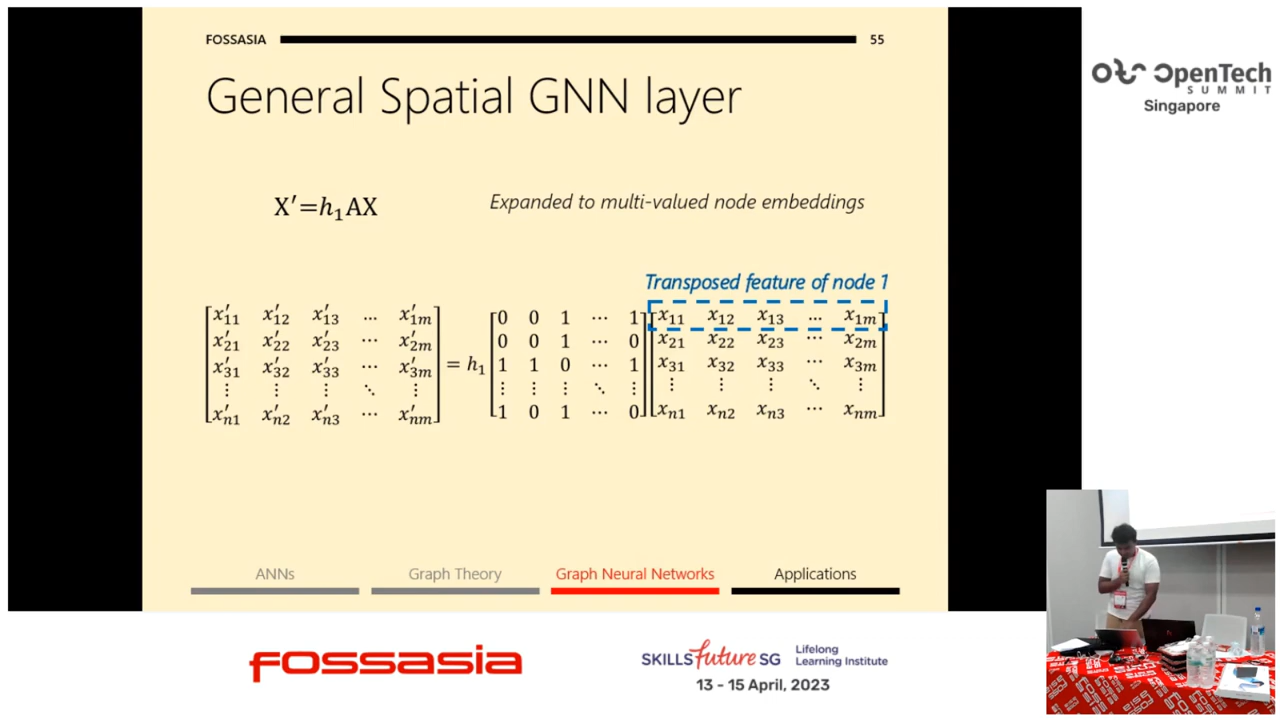 FOSSASIA 55
OpenTech
SUMMIT
Singapore
General Spatial GNN layer
X′=h₁AX
Expanded to multi-valued node embeddings
Transposed feature of node 1
x′₁₁ x′₁₂ x′₁₃ … x′₁ₘ 0 0 1 ⋯ 1 x₁₁ x₁₂ x₁₃ … x₁ₘ
x′₂₁ x′₂₂ x′₂₃ ⋯ x′₂ₘ 0 0 1 ⋯ 0 x₂₁ x₂₂ x₂₃ ⋯ x₂ₘ
x′₃₁ x′₃₂ x′₃₃ ⋯ x′₃ₘ = h₁ 1 1 0 ⋯ 1 x₃₁ x₃₂ x₃₃ ⋯ x₃ₘ
⋮ ⋮ ⋮ ⋱ ⋮ ⋮ ⋮ ⋮ ⋱ ⋮ ⋮ ⋮ ⋮ ⋱ ⋮
x′ₙ₁ x′ₙ₂ x′ₙ₃ ⋯ x′ₙₘ 1 0 1 ⋯ 0 xₙ₁ xₙ₂ xₙ₃ ⋯ xₙₘ
ANNs Graph Theory Graph Neural Networks Applications
FOSSASIA
SKILLS future SG
Lifelong
Learning Institute
13 - 15 April, 2023